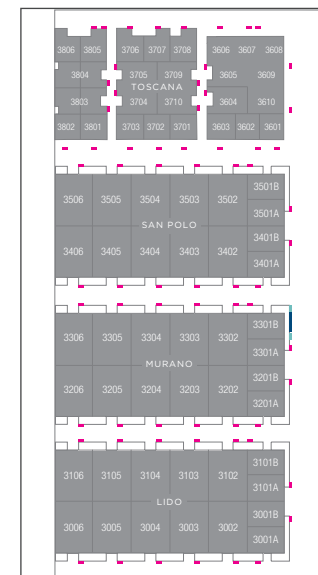 3806 3805 3706 3707 3708 3606 3607 3608
3804 3705 3709 3605 3609
TOSCANA
3803 3704 3710 3604 3610
3802 3801 3703 3702 3701 3603 3602 3601
3506 3505 3504 3503 3502 3501B
3501A
SAN POLO
3406 3405 3404 3403 3402 3401B
3401A
3306 3305 3304 3303 3302 3301B
3301A
MURANO
3206 3205 3204 3203 3202 3201B
3201A
3106 3105 3104 3103 3102 3101B
3101A
LIDO
3006 3005 3004 3003 3002 3001B
3001A